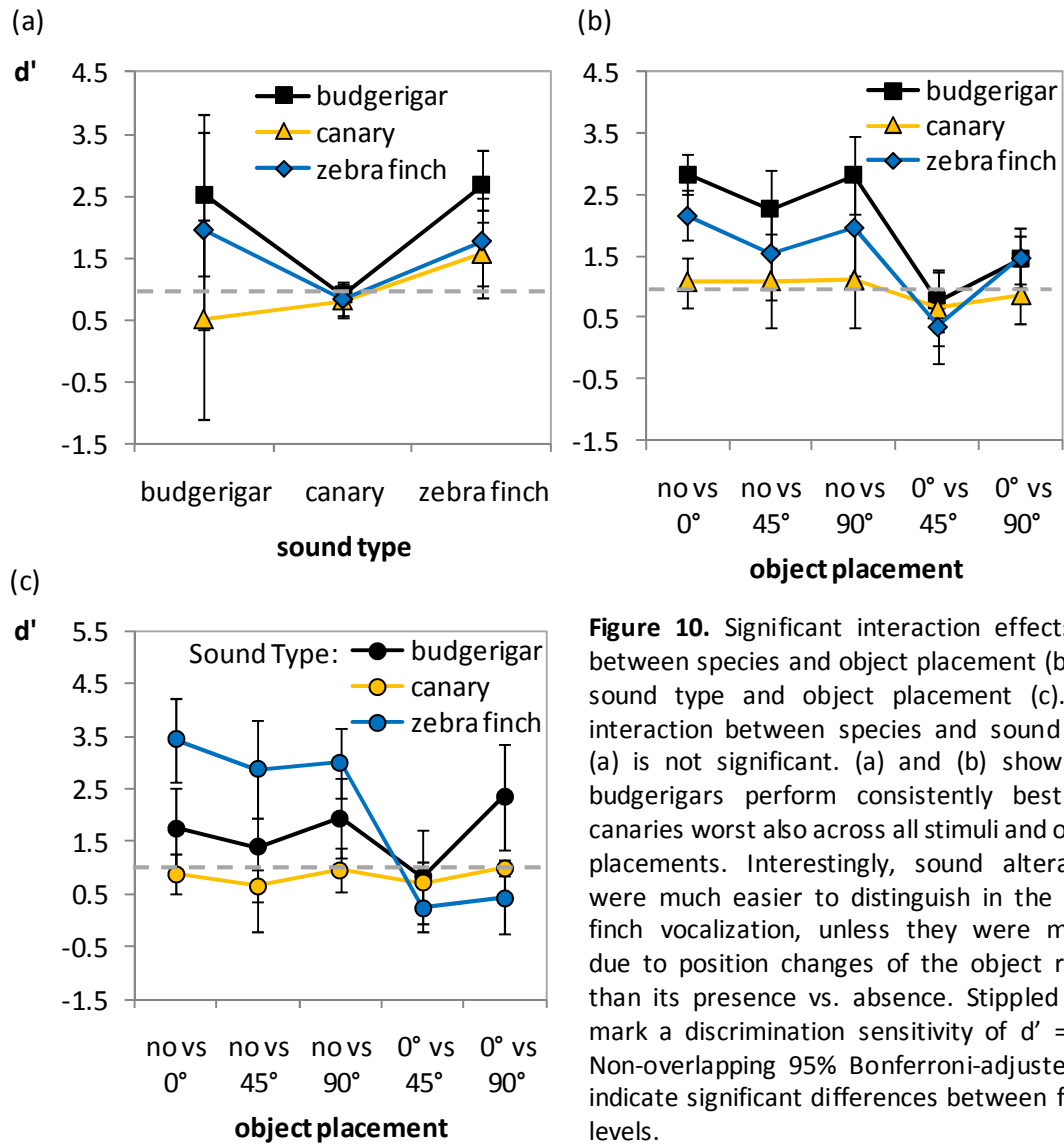 (a)
d'
4.5
3.5
2.5
1.5
0.5
-0.5
-1.5
budgerigar
canary
zebra finch
budgerigar canary zebra finch
sound type
(b)
4.5
3.5
2.5
1.5
0.5
-0.5
-1.5
budgerigar
canary
zebra finch
no vs no vs no vs 0° vs 0° vs
0° 45° 90° 45° 90°
object placement
(c)
d'
5.5
4.5
3.5
2.5
1.5
0.5
-0.5
-1.5
Sound Type: budgerigar
canary
zebra finch
no vs no vs no vs 0° vs 0° vs
0° 45° 90° 45° 90°
object placement
Figure 10. Significant interaction effects
between species and object placement (b
sound type and object placement (c).
interaction between species and sound
(a) is not significant. (a) and (b) show
budgerigars perform consistently best
canaries worst also across all stimuli and o
placements. Interestingly, sound altera
were much easier to distinguish in the
finch vocalization, unless they were m
due to position changes of the object r
than its presence vs. absence. Stippled
mark a discrimination sensitivity of d' =
Non-overlapping 95% Bonferroni-adjuste
indicate significant differences between f
levels.